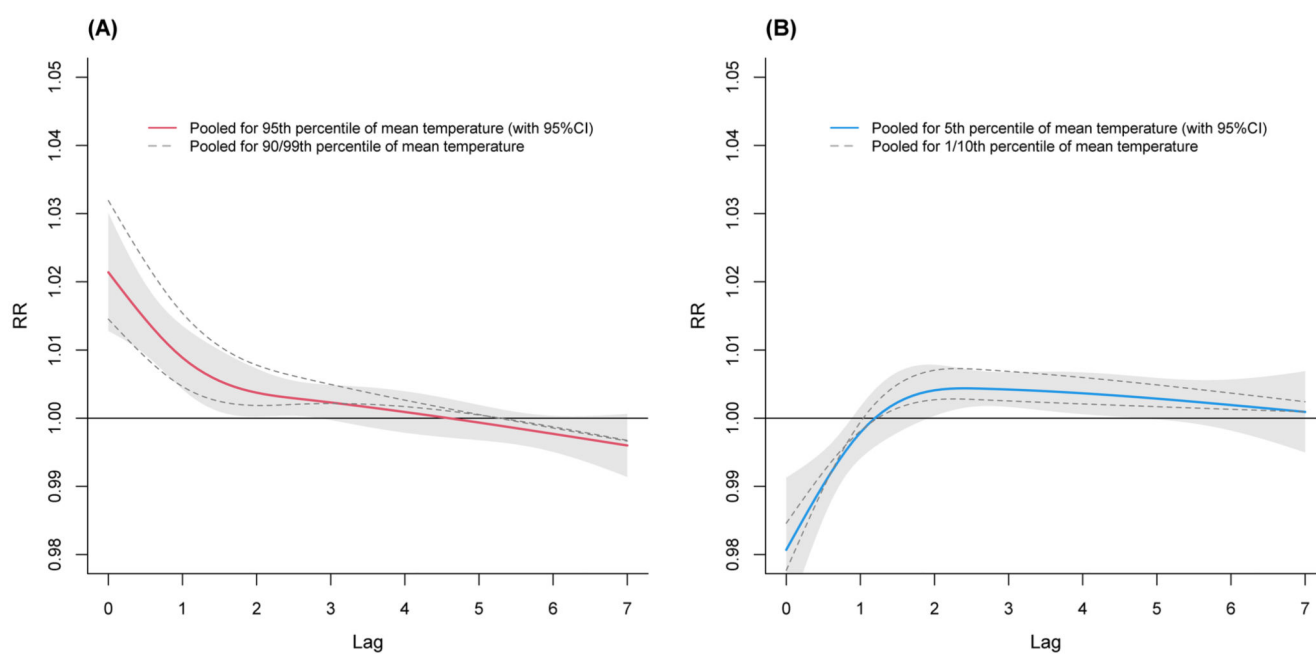 (A)
1.05
1.04
1.03
1.02
1.01
1.00
0.99
0.98
RR
Pooled for 95th percentile of mean temperature (with 95%CI)
Pooled for 90/99th percentile of mean temperature
0 1 2 3 4 5 6 7
Lag
(B)
1.05
1.04
1.03
1.02
1.01
1.00
0.99
0.98
RR
Pooled for 5th percentile of mean temperature (with 95%CI)
Pooled for 1/10th percentile of mean temperature
0 1 2 3 4 5 6 7
Lag